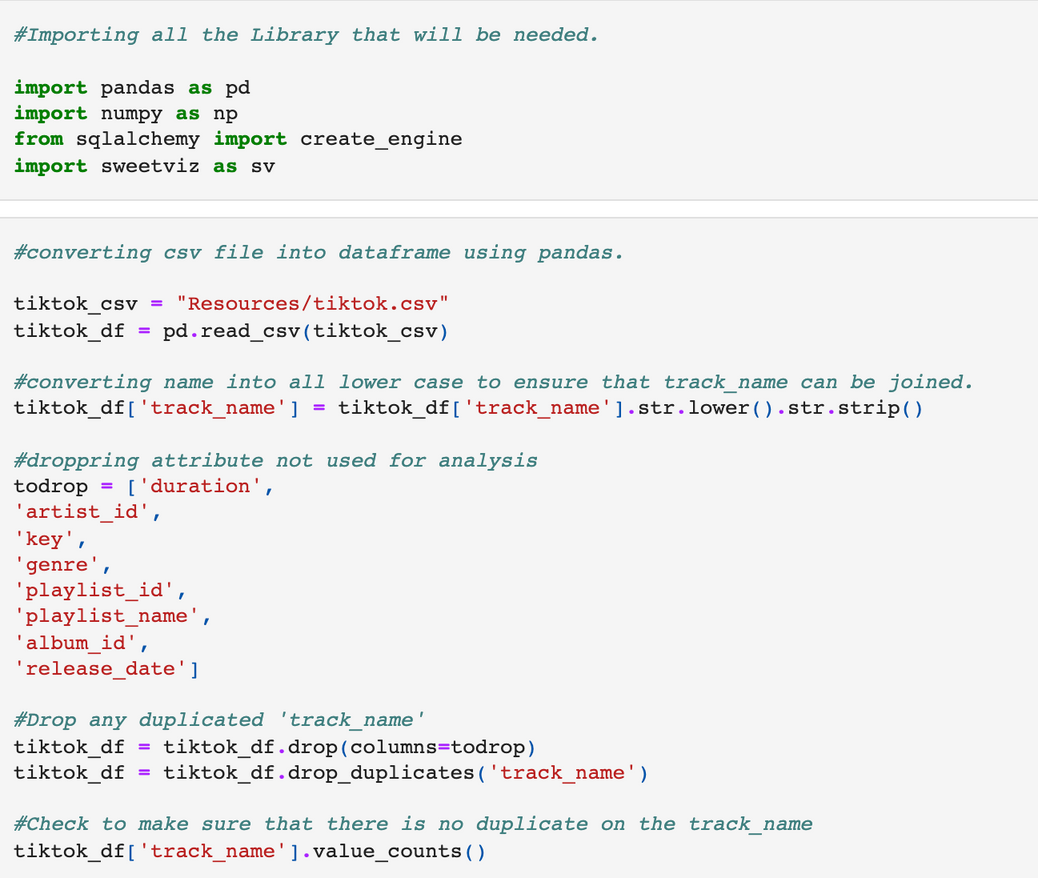 #Importing all the Library that will be needed.
import pandas as pd
import numpy as np
from sqlalchemy import create_engine
import sweetviz as sv
#converting csv file into dataframe using pandas.
tiktok_csv = "Resources/tiktok.csv"
tiktok_df = pd.read_csv(tiktok_csv)
#converting name into all lower case to ensure that track_name can be joined.
tiktok_df['track_name'] = tiktok_df['track_name'].str.lower().str.strip()
#droppring attribute not used for analysis
todrop = ['duration',
'artist_id',
'key',
'genre',
'playlist_id',
'playlist_name',
'album_id',
'release_date']
#Drop any duplicated 'track_name'
tiktok_df = tiktok_df.drop(columns=todrop)
tiktok_df = tiktok_df.drop_duplicates('track_name')
#Check to make sure that there is no duplicate on the track_name
tiktok_df['track_name'].value_counts()